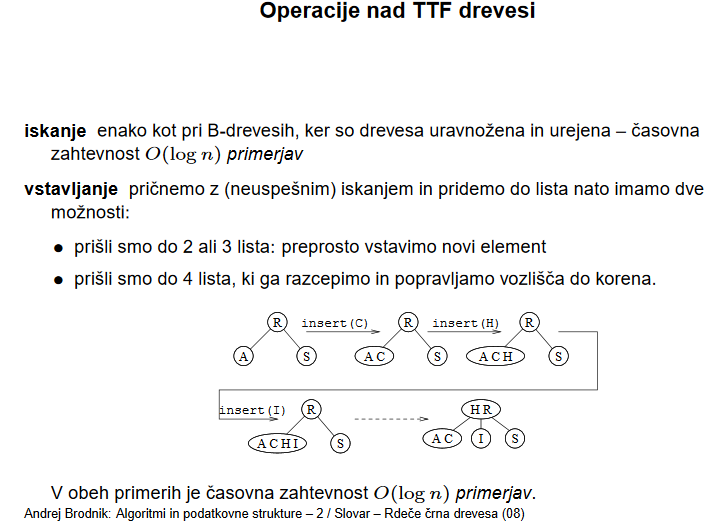 Operacije nad TTF drevesi
iskanje enako kot pri B-drevesih, ker so drevesa uravnožena in urejena – časovna
zahtevnost O(log n) primerjav
vstavljanje pričnemo z (neuspešnim) iskanjem in pridemo do lista nato imamo dve
možnosti:
• prišli smo do 2 ali 3 lista: preprosto vstavimo novi element
• prišli smo do 4 lista, ki ga razcepimo in popravljamo vozlišča do korena.
R insert(C) R insert(H) R
A S A C S A C H S
insert(I) R H R
A C H I S A C I S
V obeh primerih je časovna zahtevnost O(log n) primerjav.
Andrej Brodnik: Algoritmi in podatkovne strukture – 2 / Slovar – Rdeče črna drevesa (08)